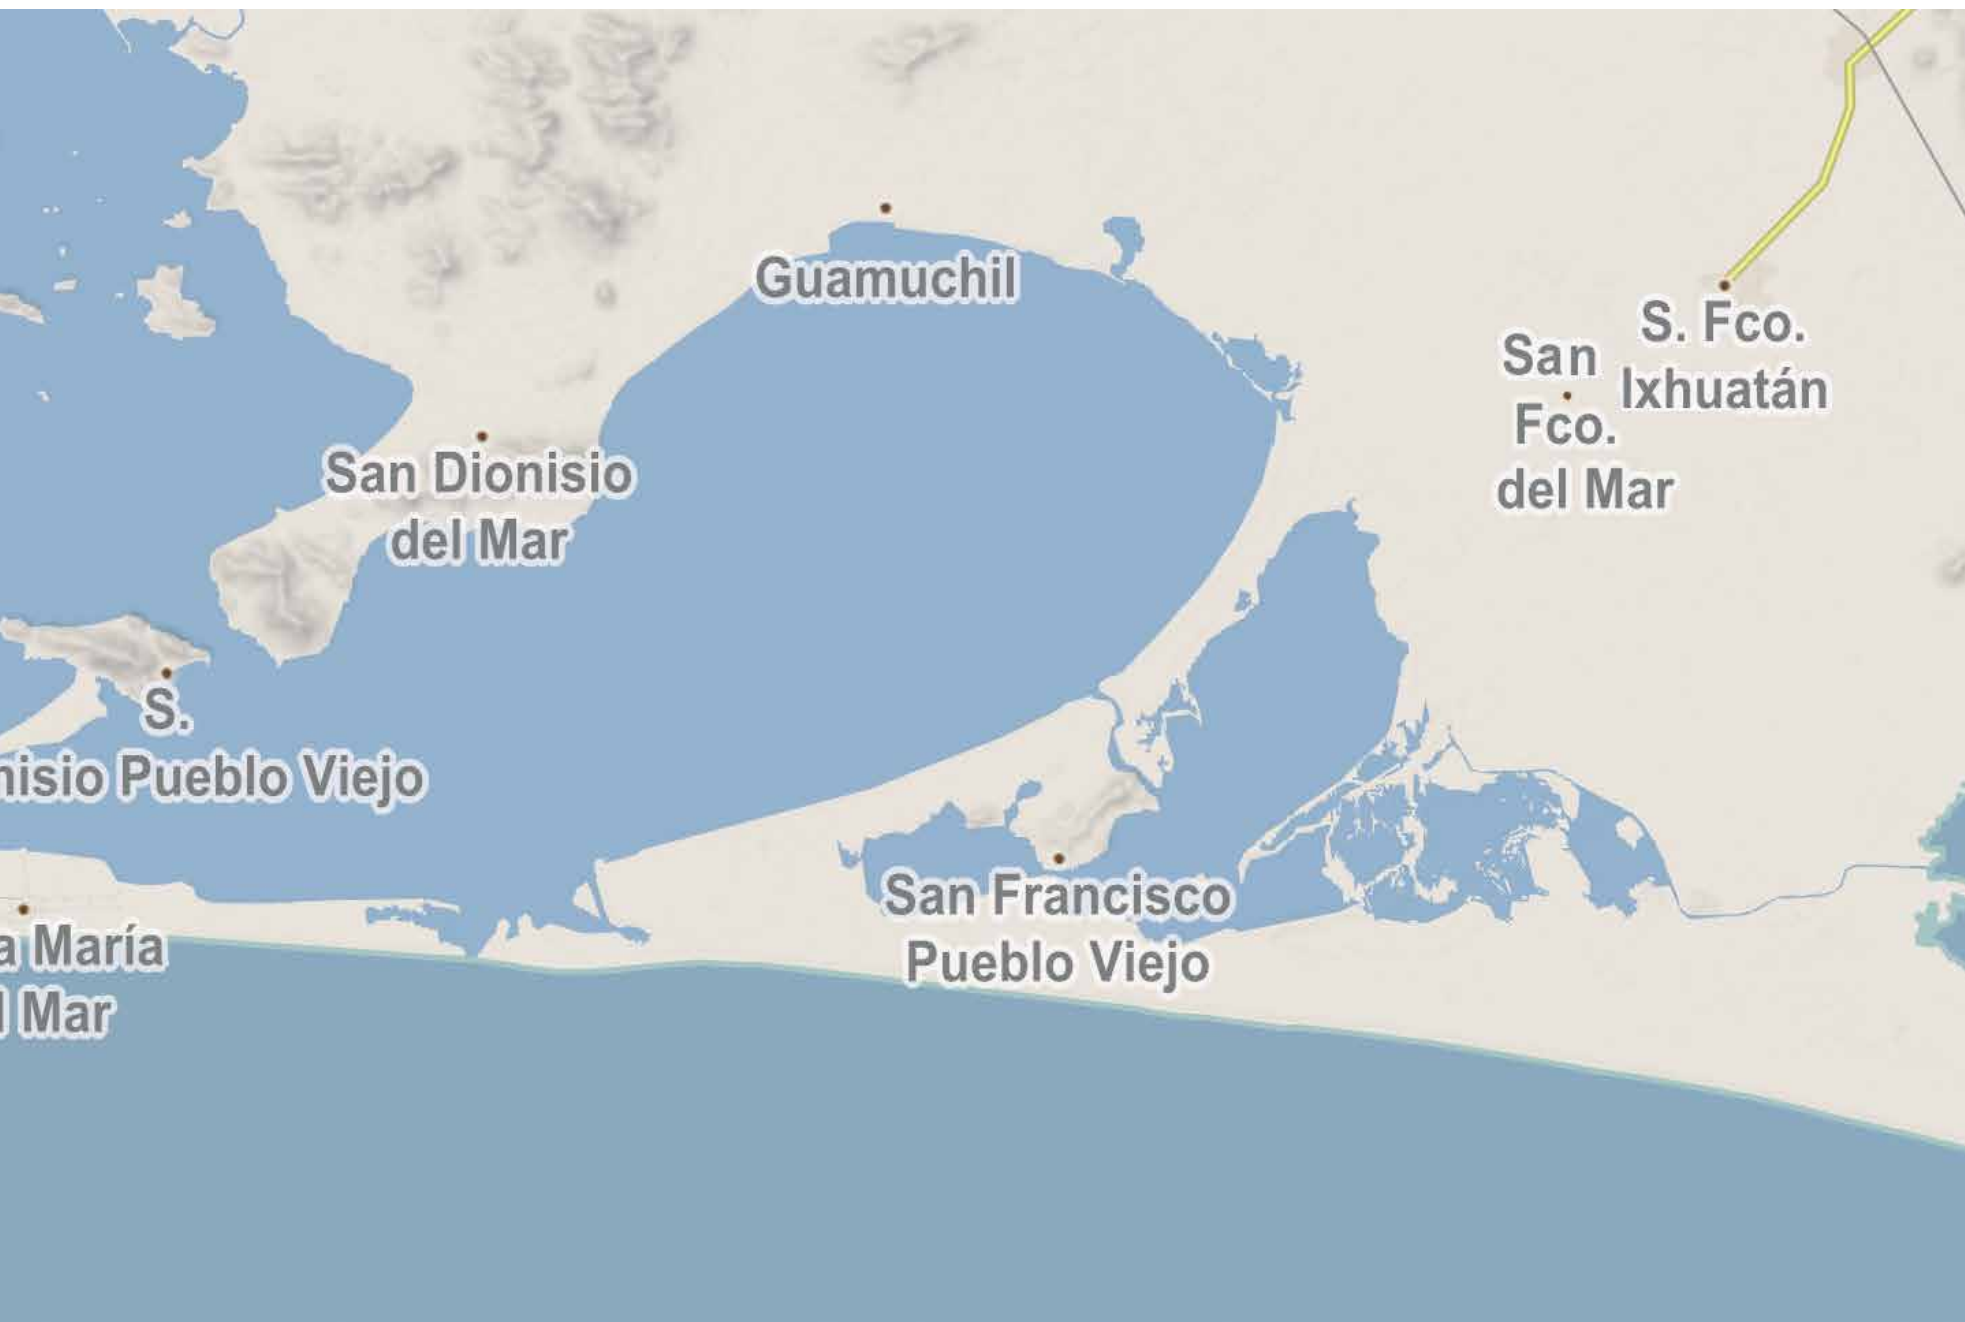 Guamuchil
S. Fco.
Ixhuatán
San
Fco.
del Mar
San Dionisio
del Mar
S.
nisio Pueblo Viejo
San Francisco
Pueblo Viejo
a María
l Mar